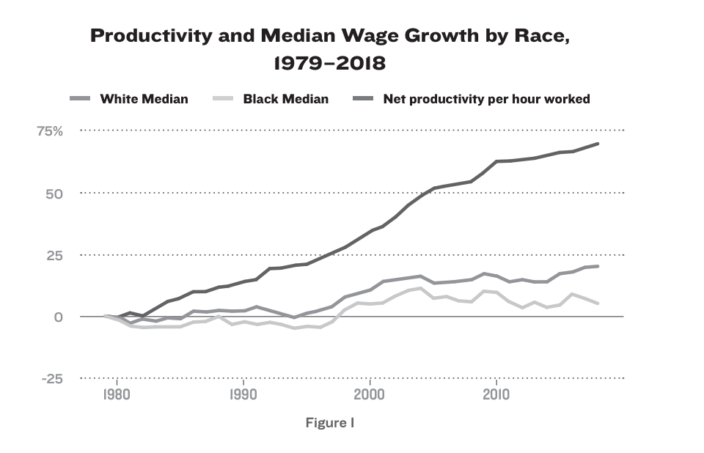 Productivity and Median Wage Growth by Race,
1979–2018
White Median Black Median Net productivity per hour worked
75%
50
25
0
-25
1980 1990 2000 2010
Figure I